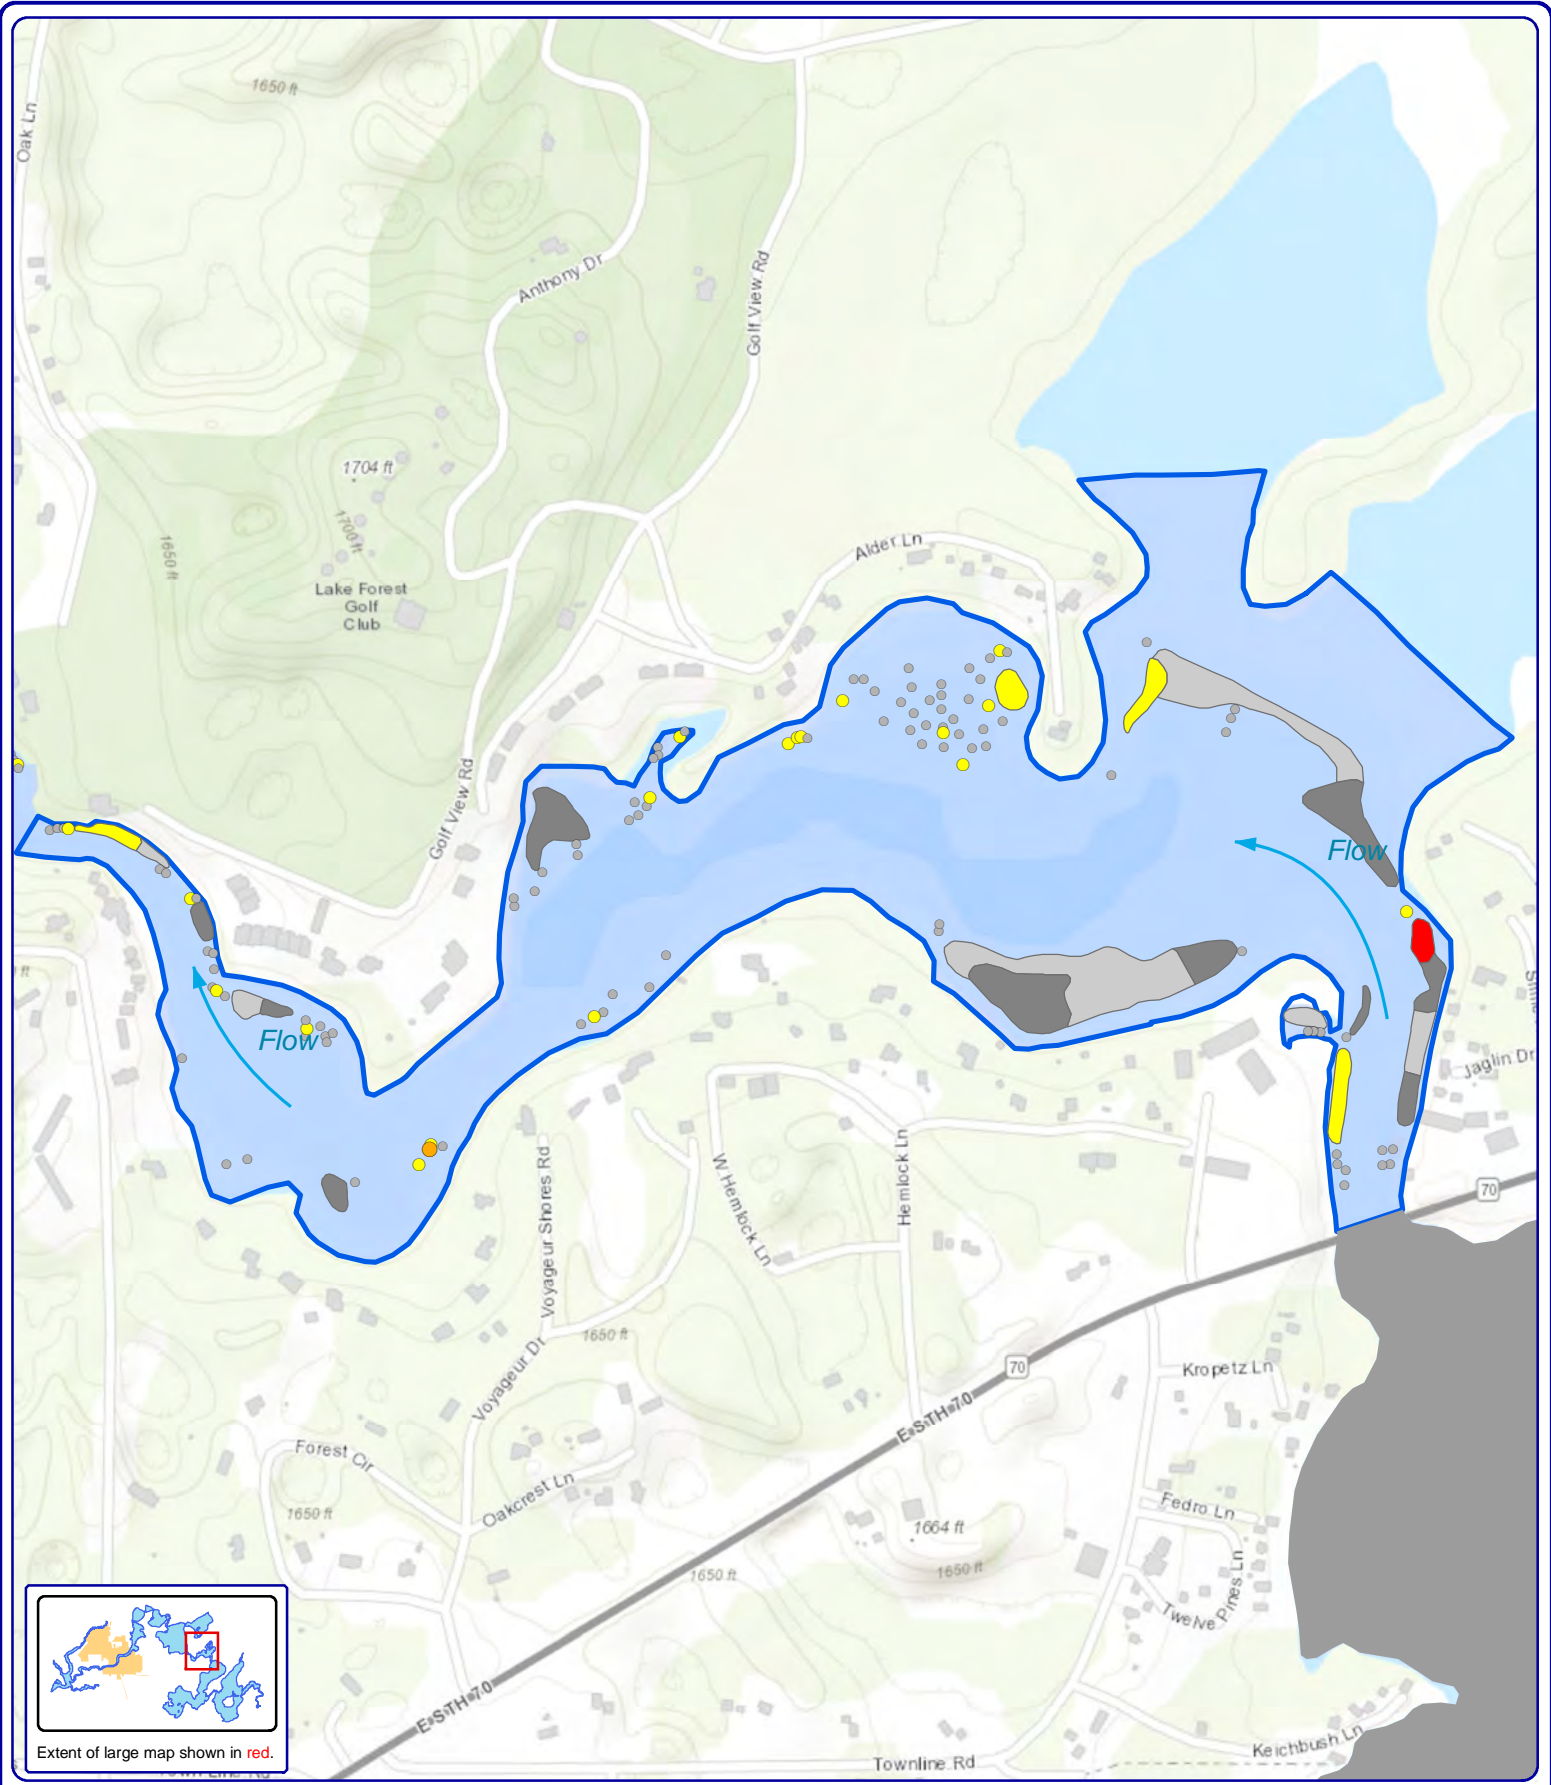 1650 ft
Oak Ln
Anthony Dr
Golf View Rd
1704 ft
1700 ft
1650 ft
Alder Ln
Lake Forest
Golf
Club
Golf View Rd
Flow
Flow
Jaglin Dr
Hemlock Ln
W Hemlock Ln
Voyageur Shores Rd
70
1650 ft
Voyageur Dr
70
Kropetz Ln
E STH 70
Forest Cir
Oakcrest Ln
1650 ft
Fedro Ln
1664 ft
1650 ft
1650 ft
Twelve Pines Ln
E STH 70
Keichbush Ln
Townline Rd
Extent of large map shown in red.